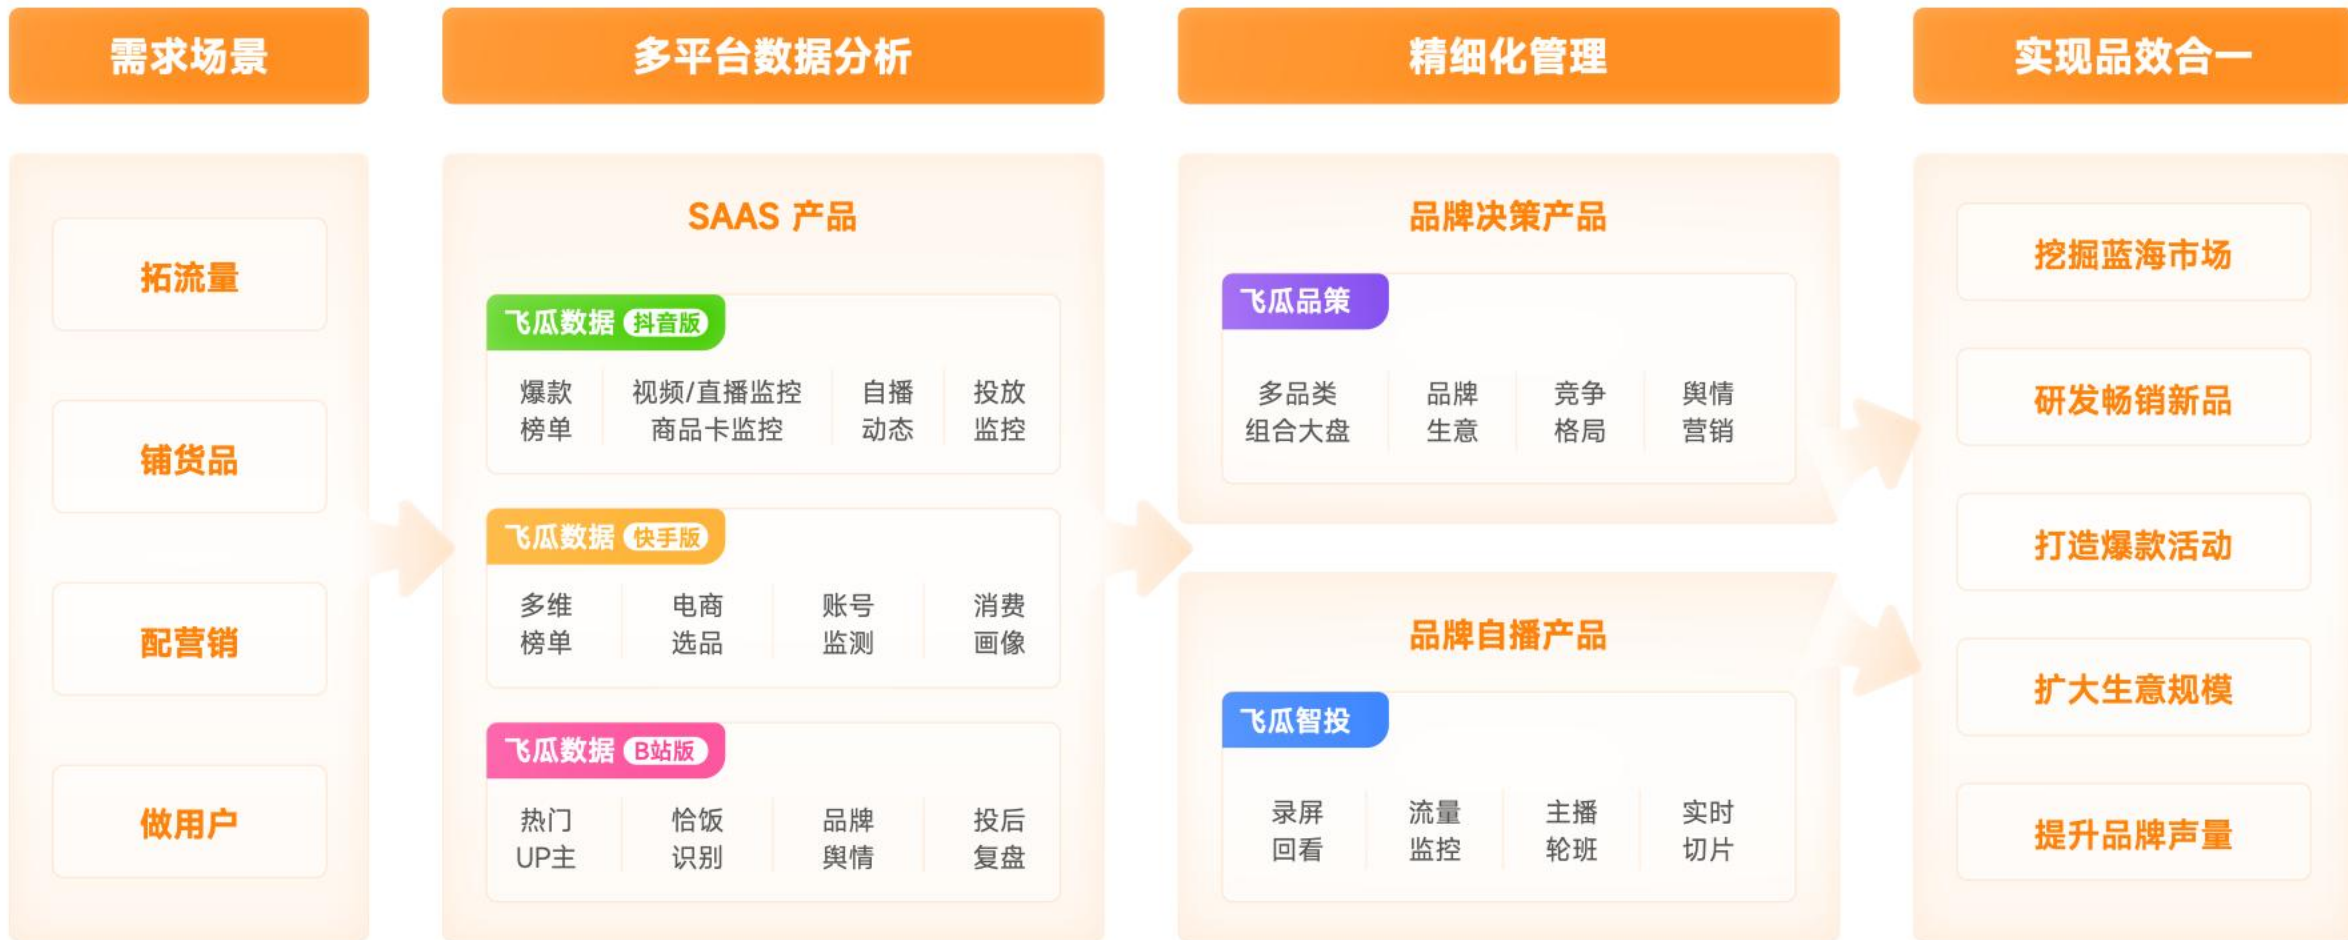 需求场景
拓流量
铺货品
配营销
做用户
多平台数据分析
SAAS 产品
飞瓜数据 抖音版
爆款
榜单
视频/直播监控
商品卡监控
自播
动态
投放
监控
飞瓜数据 快手版
多维
榜单
电商
选品
账号
监测
消费
画像
飞瓜数据 B站版
热门
UP主
恰饭
识别
品牌
舆情
投后
复盘
精细化管理
品牌决策产品
飞瓜品策
多品类
组合大盘
品牌
生意
竞争
格局
舆情
营销
品牌自播产品
飞瓜智投
录屏
回看
流量
监控
主播
轮班
实时
切片
实现品效合一
挖掘蓝海市场
研发畅销新品
打造爆款活动
扩大生意规模
提升品牌声量